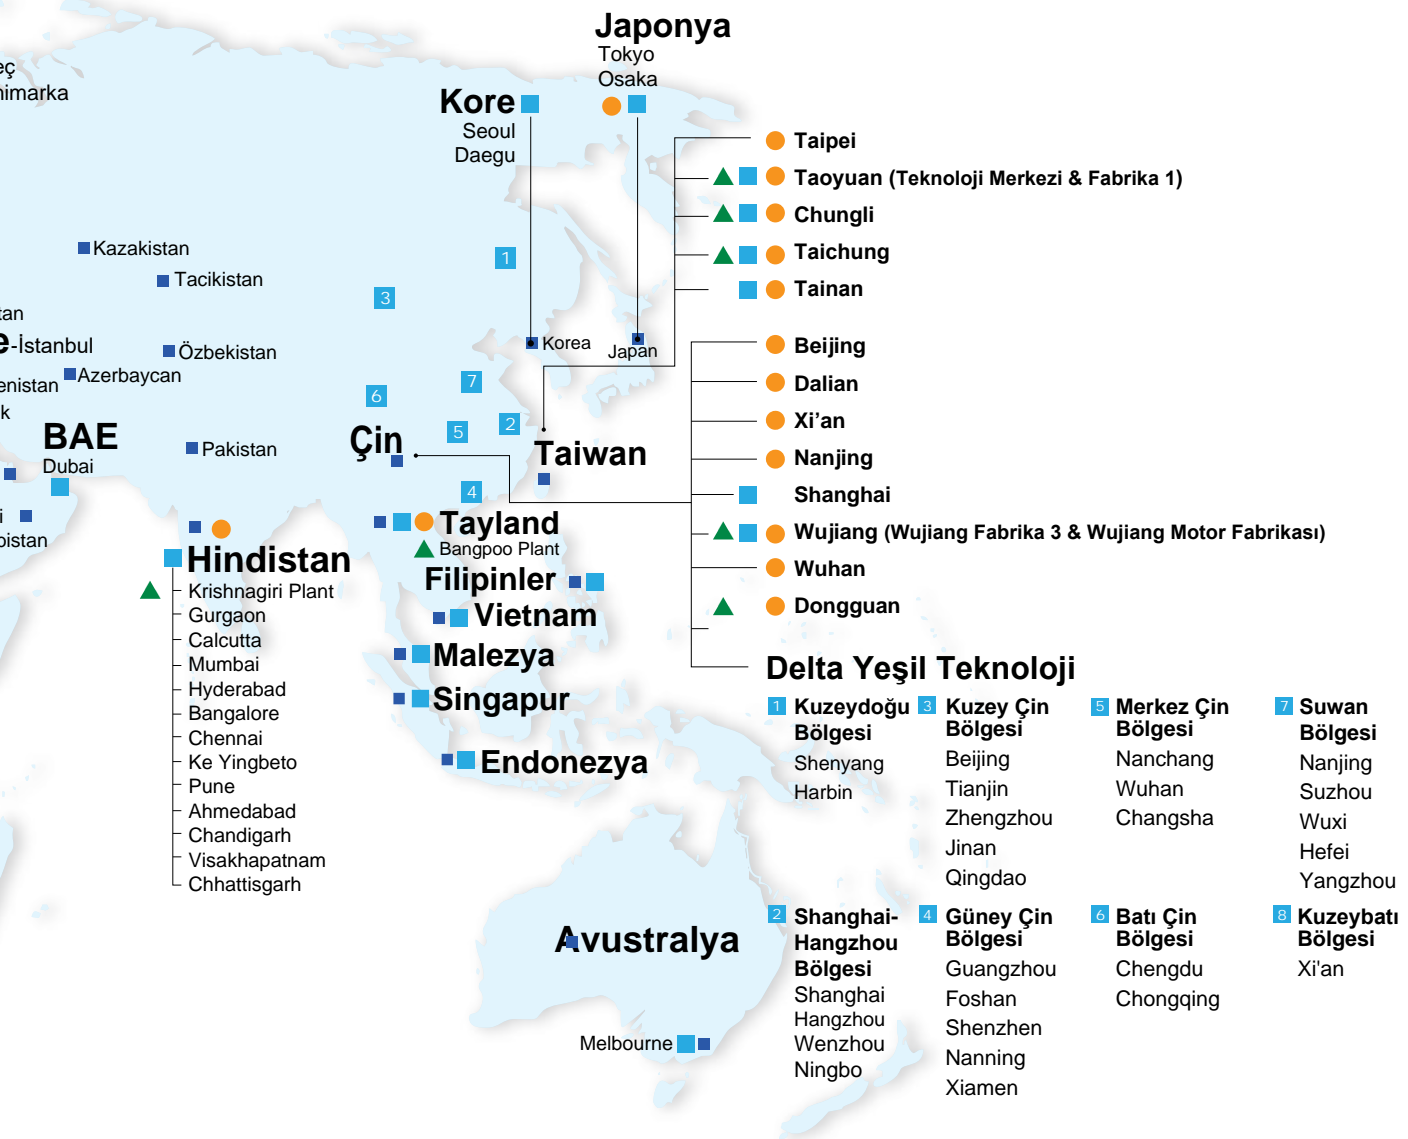 Japonya
Tokyo
Osaka
eç
nimarka
Kore
Seoul
Daegu
Taipei
Taoyuan (Teknoloji Merkezi & Fabrika 1)
Chungli
Taichung
Tainan
Kazakistan
Tacikistan
1
3
tan
e-İstanbul
Özbekistan
Korea
Japan
enistan
Azerbaycan
k
Beijing
Dalian
Xi’an
Nanjing
Shanghai
Wujiang (Wujiang Fabrika 3 & Wujiang Motor Fabrikası)
Wuhan
Dongguan
7
6
2
5
4
BAE
Dubai
Pakistan
Çin
Taiwan
i
bistan
Tayland
Bangpoo Plant
Hindistan
Krishnagiri Plant
Gurgaon
Calcutta
Mumbai
Hyderabad
Bangalore
Chennai
Ke Yingbeto
Pune
Ahmedabad
Chandigarh
Visakhapatnam
Chhattisgarh
Filipinler
Vietnam
Malezya
Singapur
Endonezya
Avustralya
Melbourne
Delta Yeşil Teknoloji
1 Kuzeydoğu
Bölgesi
Shenyang
Harbin
3 Kuzey Çin
Bölgesi
Beijing
Tianjin
Zhengzhou
Jinan
Qingdao
5 Merkez Çin
Bölgesi
Nanchang
Wuhan
Changsha
7 Suwan
Bölgesi
Nanjing
Suzhou
Wuxi
Hefei
Yangzhou
2 Shanghai-
Hangzhou
Bölgesi
Shanghai
Hangzhou
Wenzhou
Ningbo
4 Güney Çin
Bölgesi
Guangzhou
Foshan
Shenzhen
Nanning
Xiamen
6 Batı Çin
Bölgesi
Chengdu
Chongqing
8 Kuzeybatı
Bölgesi
Xi'an